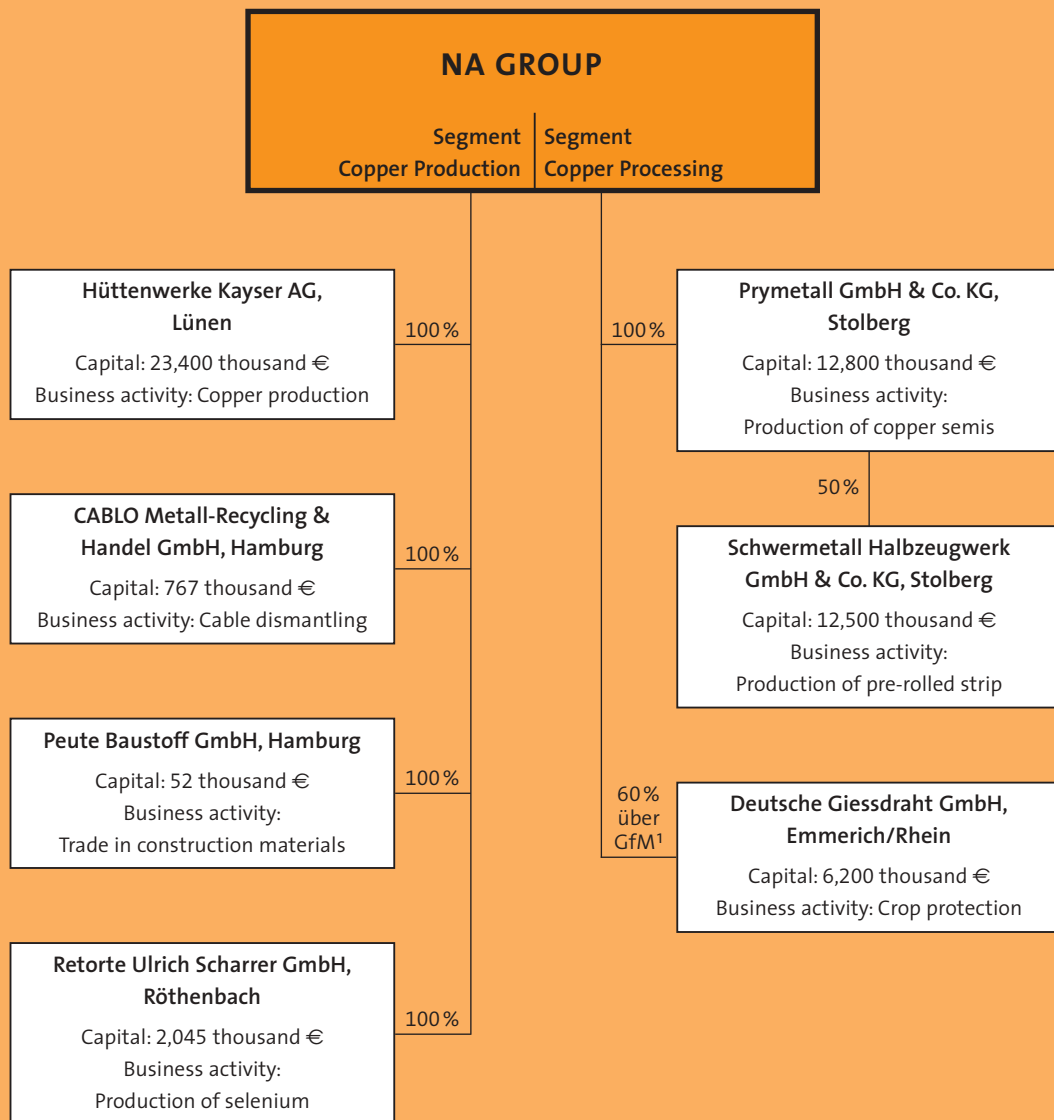 NA GROUP
Segment
Copper Production
Segment
Copper Processing
Hüttenwerke Kayser AG,
Lünen
Capital: 23,400 thousand €
Business activity: Copper production
100%
CABLO Metall-Recycling &
Handel GmbH, Hamburg
Capital: 767 thousand €
Business activity: Cable dismantling
100%
Peute Baustoff GmbH, Hamburg
Capital: 52 thousand €
Business activity:
Trade in construction materials
100%
Retorte Ulrich Scharrer GmbH,
Röthenbach
Capital: 2,045 thousand €
Business activity:
Production of selenium
100%
100%
Prymetall GmbH & Co. KG,
Stolberg
Capital: 12,800 thousand €
Business activity:
Production of copper semis
50%
Schwermetall Halbzeugwerk
GmbH & Co. KG, Stolberg
Capital: 12,500 thousand €
Business activity:
Production of pre-rolled strip
60%
über
GfM¹
Deutsche Giessdraht GmbH,
Emmerich/Rhein
Capital: 6,200 thousand €
Business activity: Crop protection